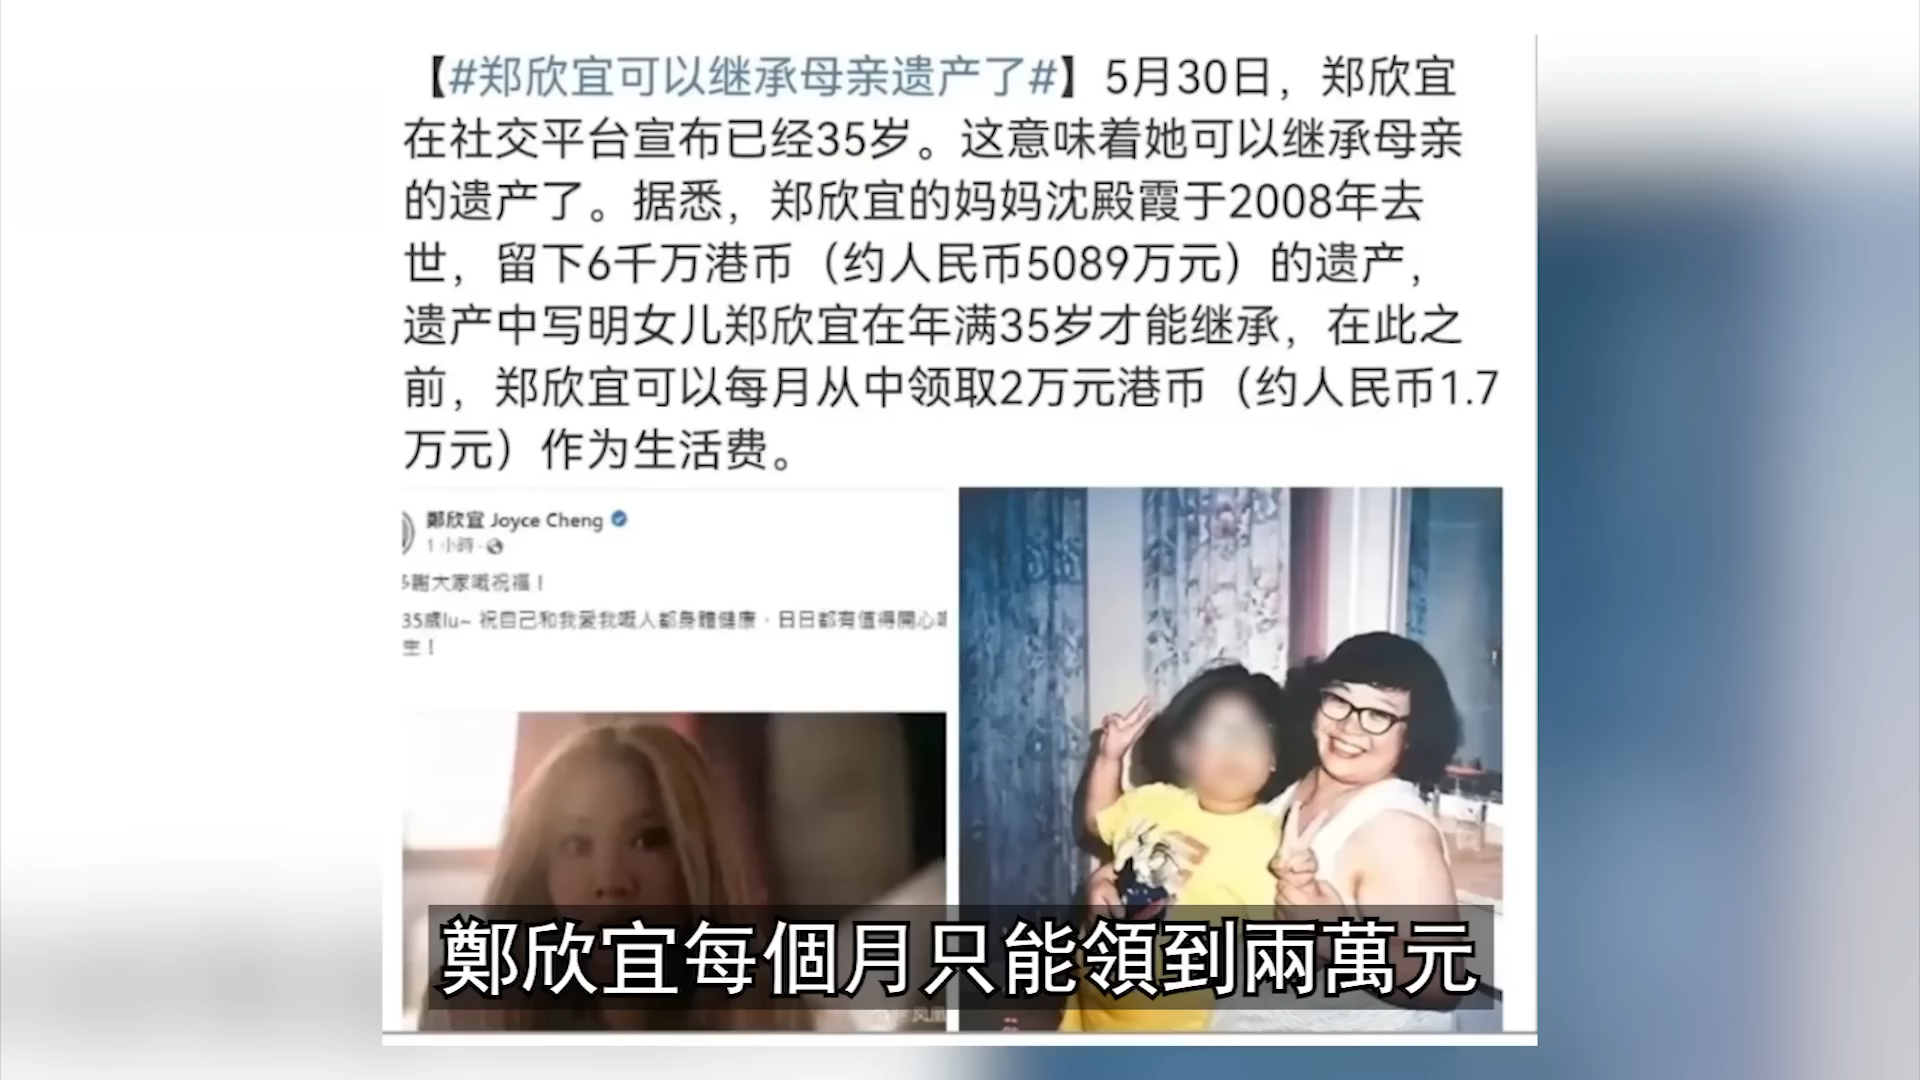 【#郑欣宜可以继承母亲遗产了#】5月30日，郑欣宜
在社交平台宣布已经35岁。这意味着她可以继承母亲
的遗产了。据悉，郑欣宜的妈妈沈殿霞于2008年去
世，留下6千万港币（约人民币5089万元）的遗产，
遗产中写明女儿郑欣宜在年满35岁才能继承，在此之
前，郑欣宜可以每月从中领取2万元港币（约人民币1.7
万元）作为生活费。
鄭欣宜 Joyce Cheng
1 小時
謝大家嘅祝福！
35歲lu~ 祝自己和我愛我嘅人都身體健康、日日都有值得開心嘅
生！
鄭欣宜每個月只能領到兩萬元